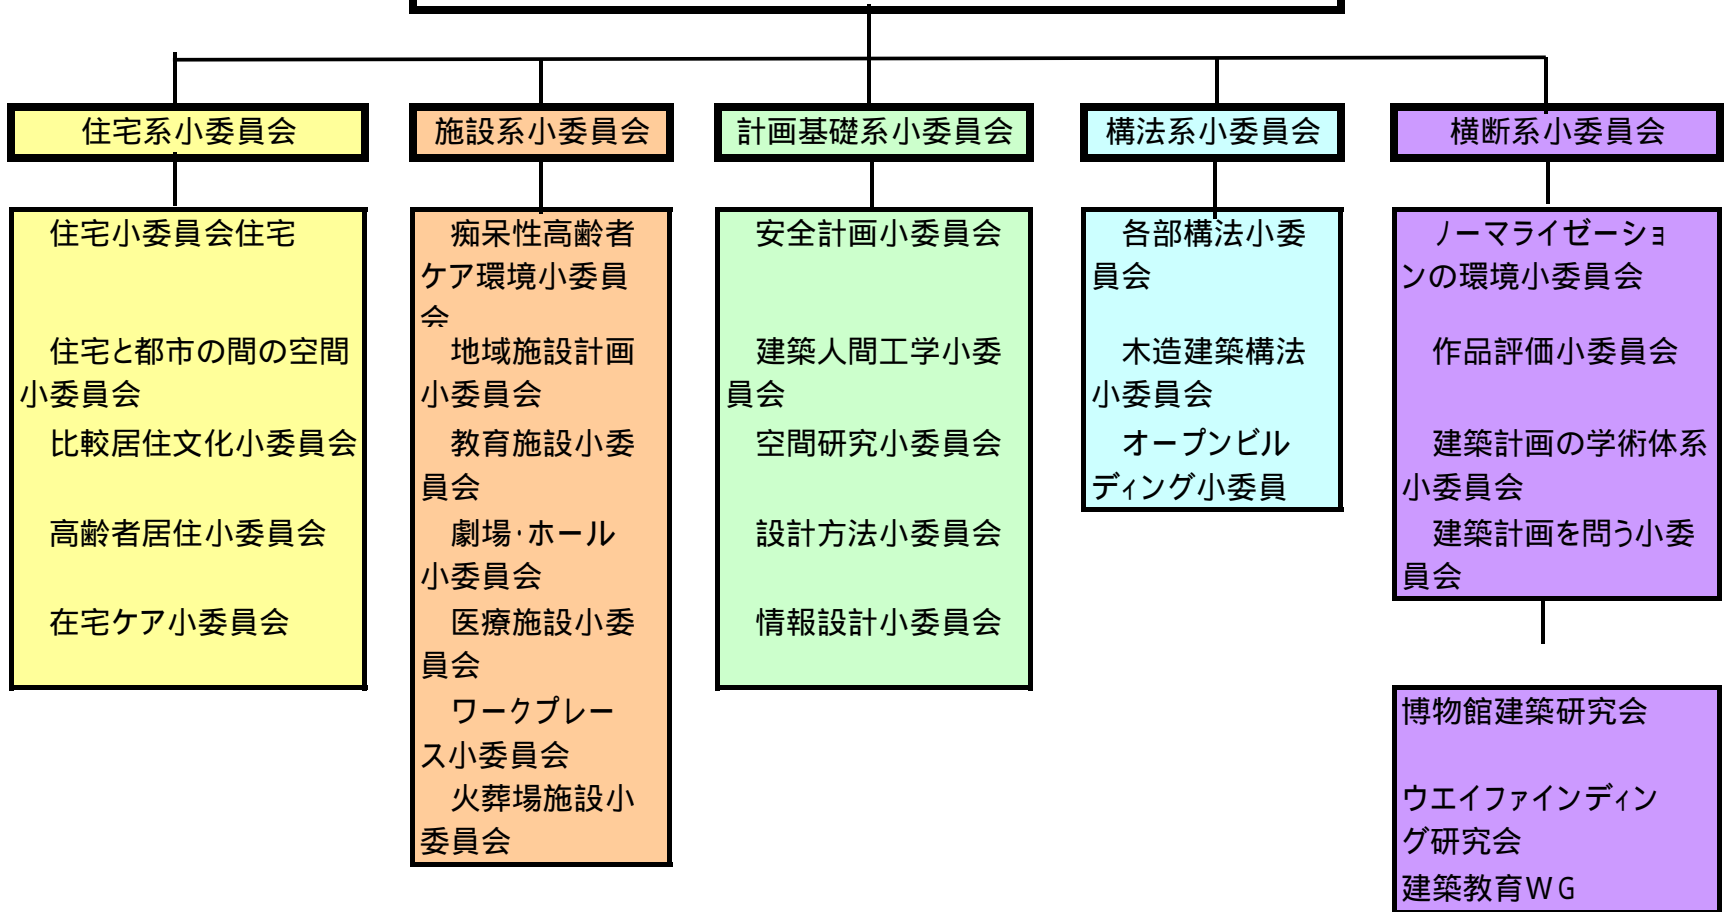 住宅系小委員会
住宅小委員会住宅
住宅と都市の間の空間
小委員会
比較居住文化小委員会
高齢者居住小委員会
在宅ケア小委員会
施設系小委員会
痴呆性高齢者
ケア環境小委員
会
地域施設計画
小委員会
教育施設小委
員会
劇場・ホール
小委員会
医療施設小委
員会
ワークプレー
ス小委員会
火葬場施設小
委員会
計画基礎系小委員会
安全計画小委員会
建築人間工学小委
員会
空間研究小委員会
設計方法小委員会
情報設計小委員会
構法系小委員会
各部構法小委
員会
木造建築構法
小委員会
オープンビル
ディング小委員
横断系小委員会
ノーマライゼーショ
ンの環境小委員会
作品評価小委員会
建築計画の学術体系
小委員会
建築計画を問う小委
員会
博物館建築研究会
ウエイファインディン
グ研究会
建築教育WG